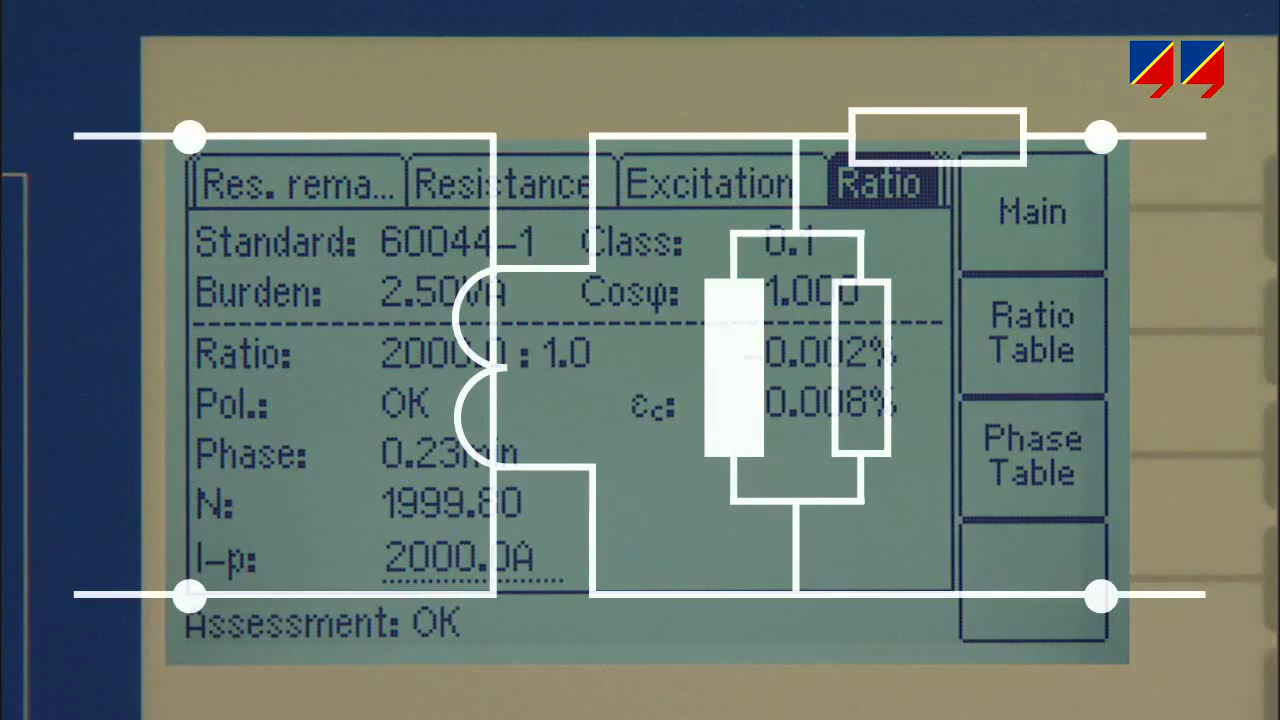 Res. rema... Resistance Excitation Ratio
Main
Standard: 60044-1 Class: 0.1
Burden: 2.50VA Cosφ: 1.000
Ratio: 2000.0 : 1.0 -0.002%
Ratio Table
Pol.: OK εc: 0.008%
Phase: 0.23min
Phase Table
N: 1999.80
I-p: 2000.0A
Assessment: OK